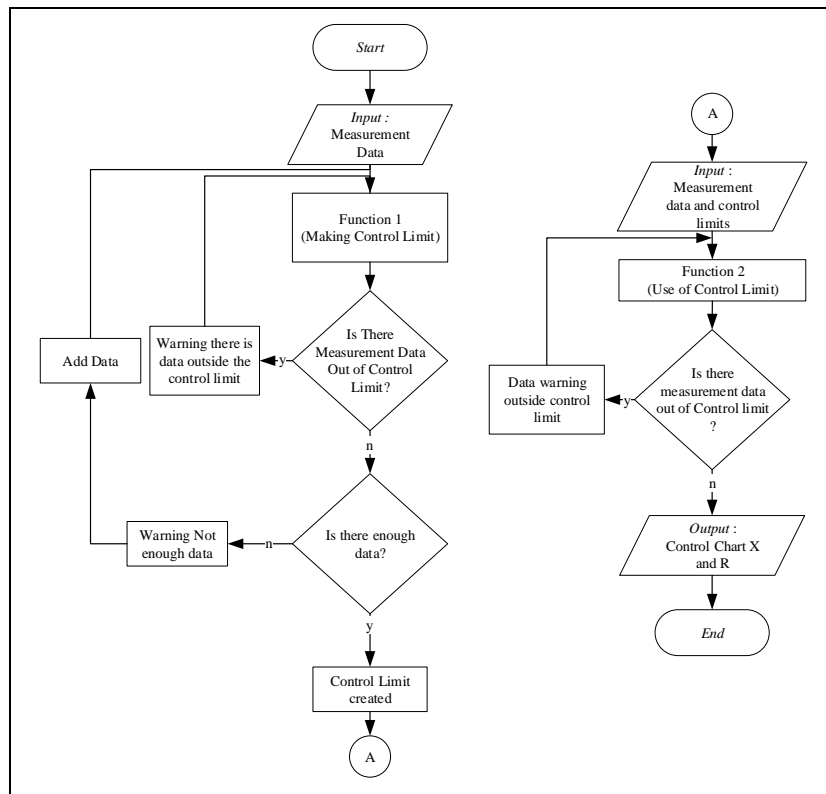 Start
Input :
Measurement
Data
Function 1
(Making Control Limit)
Is There
Measurement Data
Out of Control
Limit?
y
Warning there is
data outside the
control limit
Add Data
n
Is there enough
data?
n
Warning Not
enough data
y
Control Limit
created
A
A
Input :
Measurement
data and control
limits
Function 2
(Use of Control Limit)
Is there
measurement data
out of Control limit
?
y
Data warning
outside control
limit
n
Output :
Control Chart X
and R
End